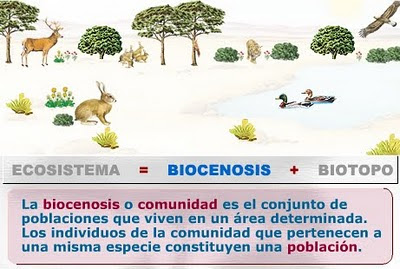 ECOSISTEMA = BIOCENOSIS + BIOTOPO
La biocenosis o comunidad es el conjunto de
poblaciones que viven en un área determinada.
Los individuos de la comunidad que pertenecen a
una misma especie constituyen una población.